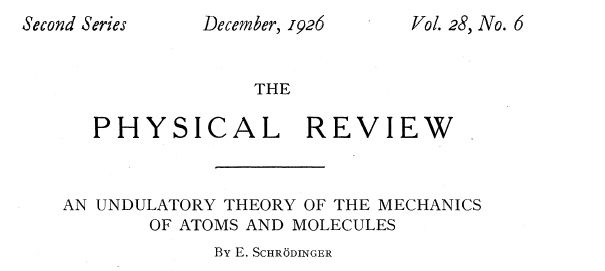 Second Series December, 1926 Vol. 28, No. 6
THE
PHYSICAL REVIEW
AN UNDULATORY THEORY OF THE MECHANICS
OF ATOMS AND MOLECULES
By E. Schrödinger